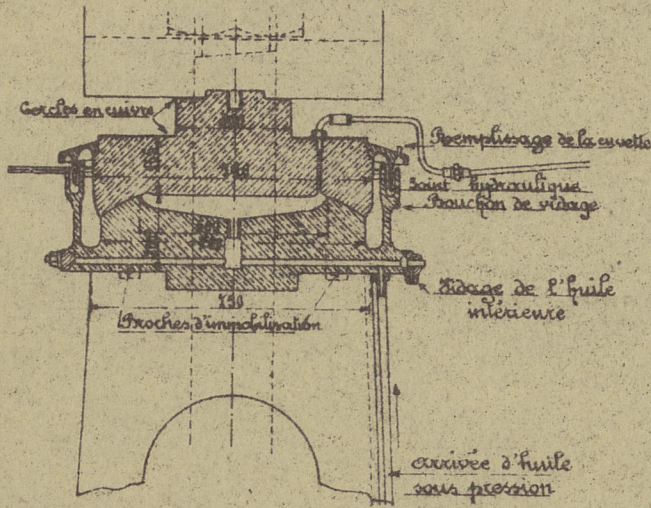 Cercles en cuivre
Remplissage de la cuvette
Joint hydraulique
Bouchon de vidage
Vidage de l'huile
intérieure
750
Broches d'immobilisation
arrivée d'huile
sous pression